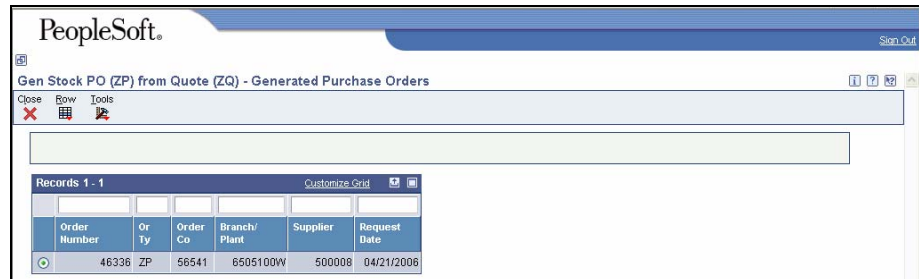 PeopleSoft.
Sign Out
Gen Stock PO (ZP) from Quote (ZQ) - Generated Purchase Orders
Close Row Tools
Records 1 - 1 Customize Grid
Order Number Or Ty Order Co Branch/ Plant Supplier Request Date
46336 ZP 56541 6505100W 500008 04/21/2006